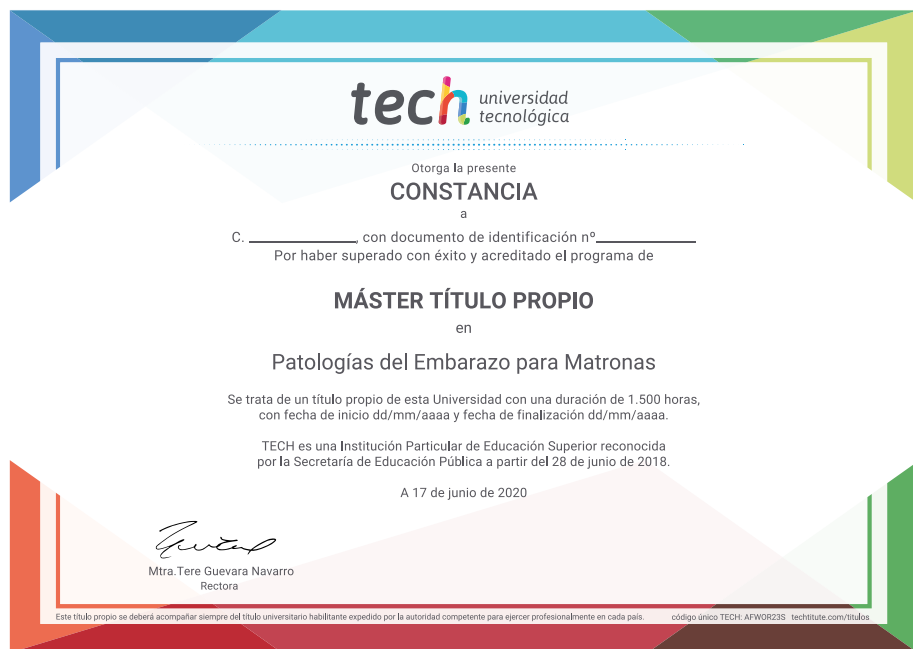 tech universidad
tecnológica
Otorga la presente
CONSTANCIA
a
C. ____________, con documento de identificación nº____________
Por haber superado con éxito y acreditado el programa de
MÁSTER TÍTULO PROPIO
en
Patologías del Embarazo para Matronas
Se trata de un título propio de esta Universidad con una duración de 1.500 horas,
con fecha de inicio dd/mm/aaaa y fecha de finalización dd/mm/aaaa.
TECH es una Institución Particular de Educación Superior reconocida
por la Secretaría de Educación Pública a partir del 28 de junio de 2018.
A 17 de junio de 2020
Mtra.Tere Guevara Navarro
Rectora
Este título propio se deberá acompañar siempre del título universitario habilitante expedido por la autoridad competente para ejercer profesionalmente en cada país. código único TECH: AFWOR23S techtitute.com/titulos